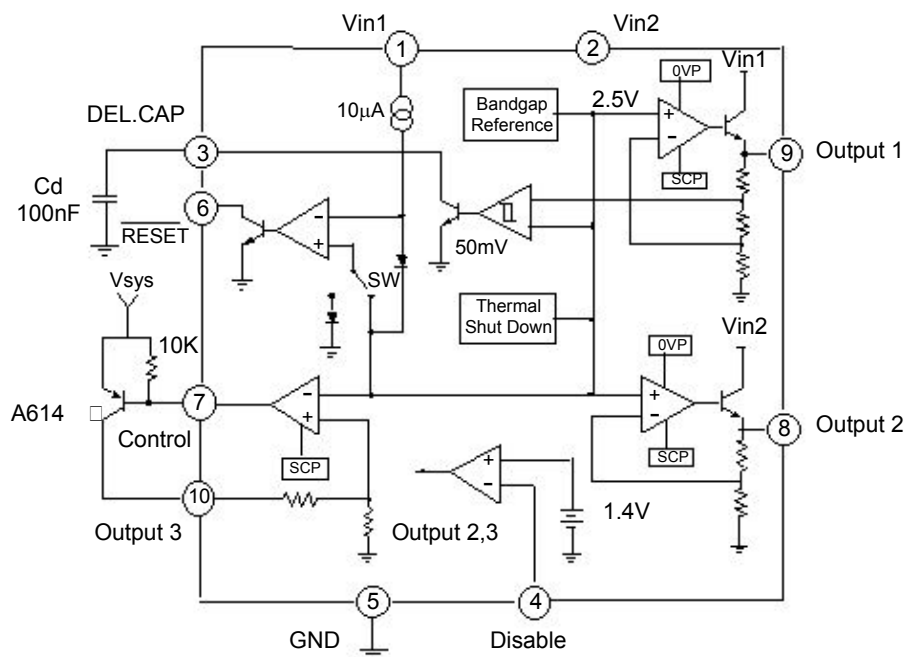 Vin1
Vin2
1
2
0VP
Vin1
10µA
Bandgap
Reference
2.5V
DEL.CAP
+
−
3
9
Output 1
SCP
Cd
100nF
6
−
+
RESET
50mV
SW
Vsys
Thermal
Shut Down
Vin2
10K
0VP
A614
7
−
+
+
−
8
Output 2
Control
SCP
SCP
+
−
10
1.4V
Output 3
Output 2,3
5
4
GND
Disable